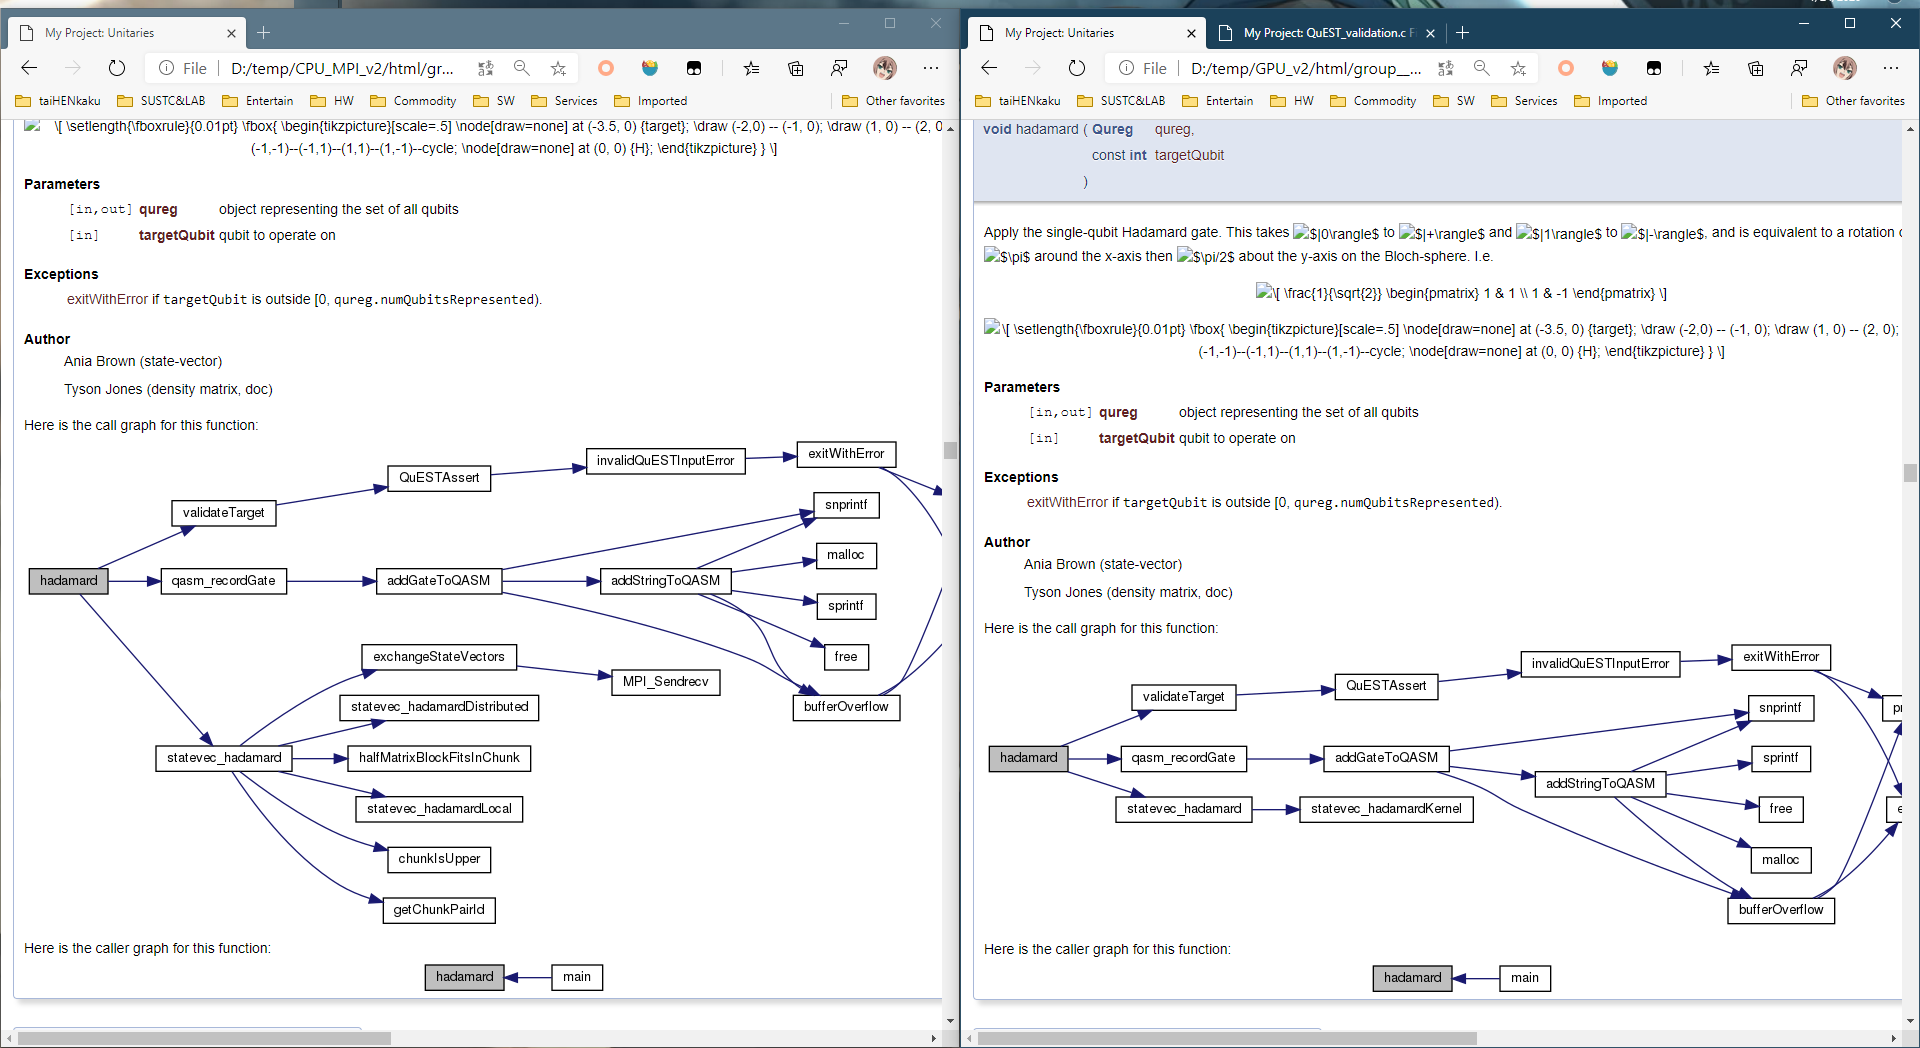 My Project: Unitaries
File
D:/temp/CPU_MPI_v2/html/gr...
taiHENkaku
SUSTC&LAB
Entertain
HW
Commodity
SW
Services
Imported
Other favorites
\[ \setlength{\fboxrule}{0.01pt} \fbox{ \begin{tikzpicture}[scale=.5] \node[draw=none] at (-3.5, 0) {target}; \draw (-2,0) -- (-1, 0); \draw (1, 0) -- (2, 0
(-1,-1)--(-1,1)--(1,1)--(1,-1)--cycle; \node[draw=none] at (0, 0) {H}; \end{tikzpicture} } \]
Parameters
[in,out] qureg object representing the set of all qubits
[in] targetQubit qubit to operate on
Exceptions
exitWithError if targetQubit is outside [0, qureg.numQubitsRepresented).
Author
Ania Brown (state-vector)
Tyson Jones (density matrix, doc)
Here is the call graph for this function:
exitWithError
invalidQuESTInputError
QuESTAssert
snprintf
validateTarget
malloc
hadamard
qasm_recordGate
addGateToQASM
addStringToQASM
sprintf
exchangeStateVectors
free
MPI_Sendrecv
statevec_hadamardDistributed
bufferOverflow
statevec_hadamard
halfMatrixBlockFitsInChunk
statevec_hadamardLocal
chunkIsUpper
getChunkPairId
Here is the caller graph for this function:
hadamard
main
My Project: Unitaries
My Project: QuEST_validation.c Fi
File
D:/temp/GPU_v2/html/group__...
taiHENkaku
SUSTC&LAB
Entertain
HW
Commodity
SW
Services
Imported
Other favorites
void hadamard ( Qureg qureg,
const int targetQubit
)
Apply the single-qubit Hadamard gate. This takes $|0\rangle$ to $|+\rangle$ and $|1\rangle$ to $|-\rangle$, and is equivalent to a rotation
$\pi$ around the x-axis then $\pi/2$ about the y-axis on the Bloch-sphere. I.e.
\[ \frac{1}{\sqrt{2}} \begin{pmatrix} 1 & 1 \\ 1 & -1 \end{pmatrix} \]
\[ \setlength{\fboxrule}{0.01pt} \fbox{ \begin{tikzpicture}[scale=.5] \node[draw=none] at (-3.5, 0) {target}; \draw (-2,0) -- (-1, 0); \draw (1, 0) -- (2, 0);
(-1,-1)--(-1,1)--(1,1)--(1,-1)--cycle; \node[draw=none] at (0, 0) {H}; \end{tikzpicture} } \]
Parameters
[in,out] qureg object representing the set of all qubits
[in] targetQubit qubit to operate on
Exceptions
exitWithError if targetQubit is outside [0, qureg.numQubitsRepresented).
Author
Ania Brown (state-vector)
Tyson Jones (density matrix, doc)
Here is the call graph for this function:
exitWithError
invalidQuESTInputError
QuESTAssert
validateTarget
snprintf
hadamard
qasm_recordGate
addGateToQASM
sprintf
addStringToQASM
statevec_hadamard
statevec_hadamardKernel
free
malloc
bufferOverflow
Here is the caller graph for this function:
hadamard
main